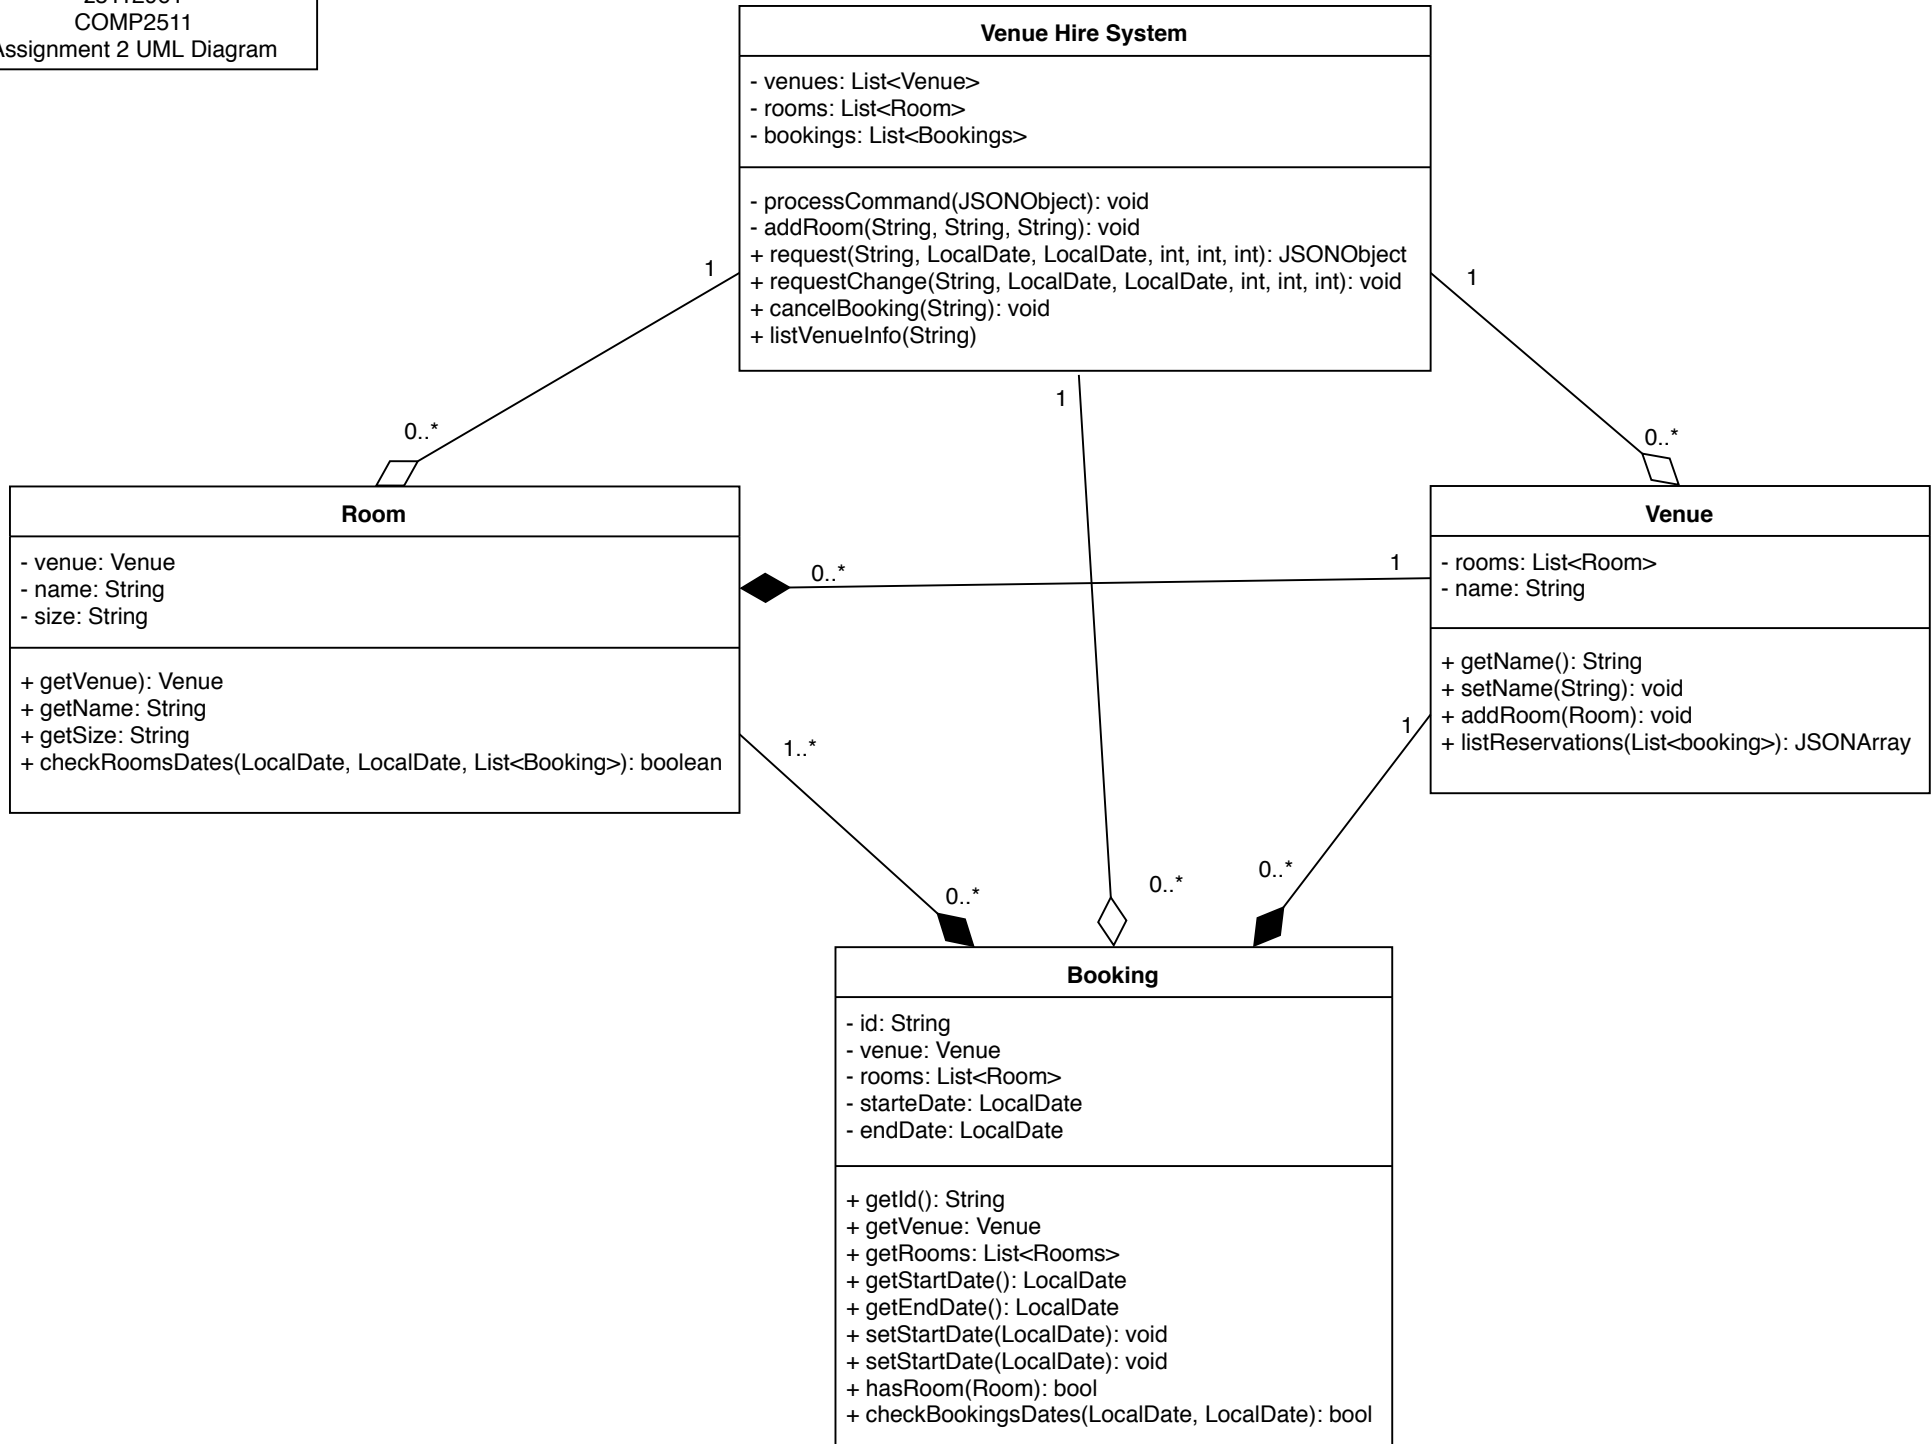 COMP2511
Assignment 2 UML Diagram
Venue Hire System
- venues: List<Venue>
- rooms: List<Room>
- bookings: List<Bookings>
- processCommand(JSONObject): void
- addRoom(String, String, String): void
+ request(String, LocalDate, LocalDate, int, int, int): JSONObject
+ requestChange(String, LocalDate, LocalDate, int, int, int): void
+ cancelBooking(String): void
+ listVenueInfo(String)
1
1
1
0..*
0..*
Room
- venue: Venue
- name: String
- size: String
+ getVenue): Venue
+ getName: String
+ getSize: String
+ checkRoomsDates(LocalDate, LocalDate, List<Booking>): boolean
0..*
1
Venue
- rooms: List<Room>
- name: String
+ getName(): String
+ setName(String): void
+ addRoom(Room): void
+ listReservations(List<booking>): JSONArray
1..*
1
0..*
0..*
0..*
Booking
- id: String
- venue: Venue
- rooms: List<Room>
- starteDate: LocalDate
- endDate: LocalDate
+ getId(): String
+ getVenue: Venue
+ getRooms: List<Rooms>
+ getStartDate(): LocalDate
+ getEndDate(): LocalDate
+ setStartDate(LocalDate): void
+ setStartDate(LocalDate): void
+ hasRoom(Room): bool
+ checkBookingsDates(LocalDate, LocalDate): bool